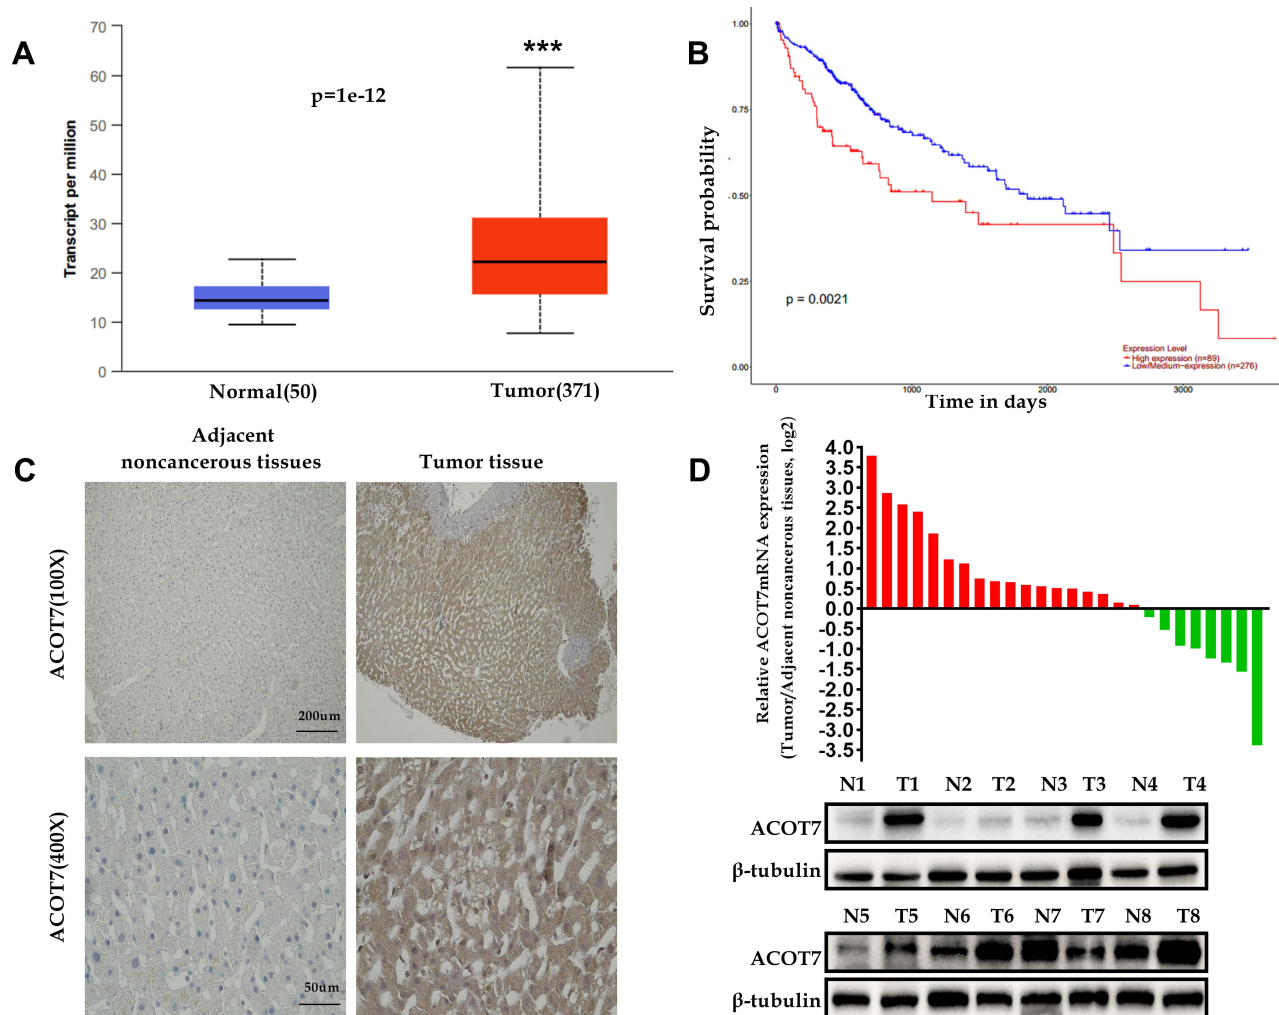 A
70
60
50
40
30
20
10
0
Transcript per million
p=1e-12
***
Normal(50)
Tumor(371)
B
1.00
0.75
0.50
0.25
0.00
Survival probability
p = 0.0021
Expression Level
High expression (n=89)
Low/Medium-expression (n=276)
0
1000
2000
3000
Time in days
C
Adjacent
noncancerous tissues
Tumor tissue
ACOT7(100X)
200um
ACOT7(400X)
50um
D
Relative ACOT7mRNA expression
(Tumor/Adjacent noncancerous tissues, log2)
4.0
3.5
3.0
2.5
2.0
1.5
1.0
0.5
0.0
-0.5
-1.0
-1.5
-2.0
-2.5
-3.0
-3.5
N1 T1 N2 T2 N3 T3 N4 T4
ACOT7
β-tubulin
N5 T5 N6 T6 N7 T7 N8 T8
ACOT7
β-tubulin